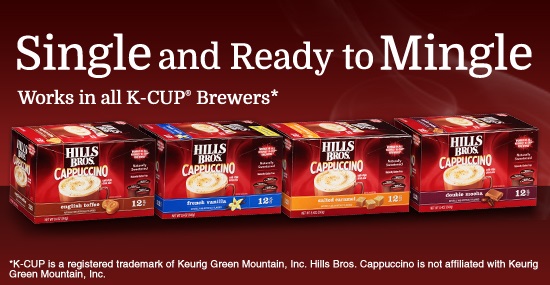 Single and Ready to Mingle
Works in all K-CUP® Brewers*
HILLS
BROS.
CAPPUCCINO
english toffee
12
HILLS
BROS.
CAPPUCCINO
french vanilla
12
HILLS
BROS.
CAPPUCCINO
salted caramel
12
HILLS
BROS.
CAPPUCCINO
double mocha
12
*K-CUP is a registered trademark of Keurig Green Mountain, Inc. Hills Bros. Cappuccino is not affiliated with Keurig
Green Mountain, Inc.